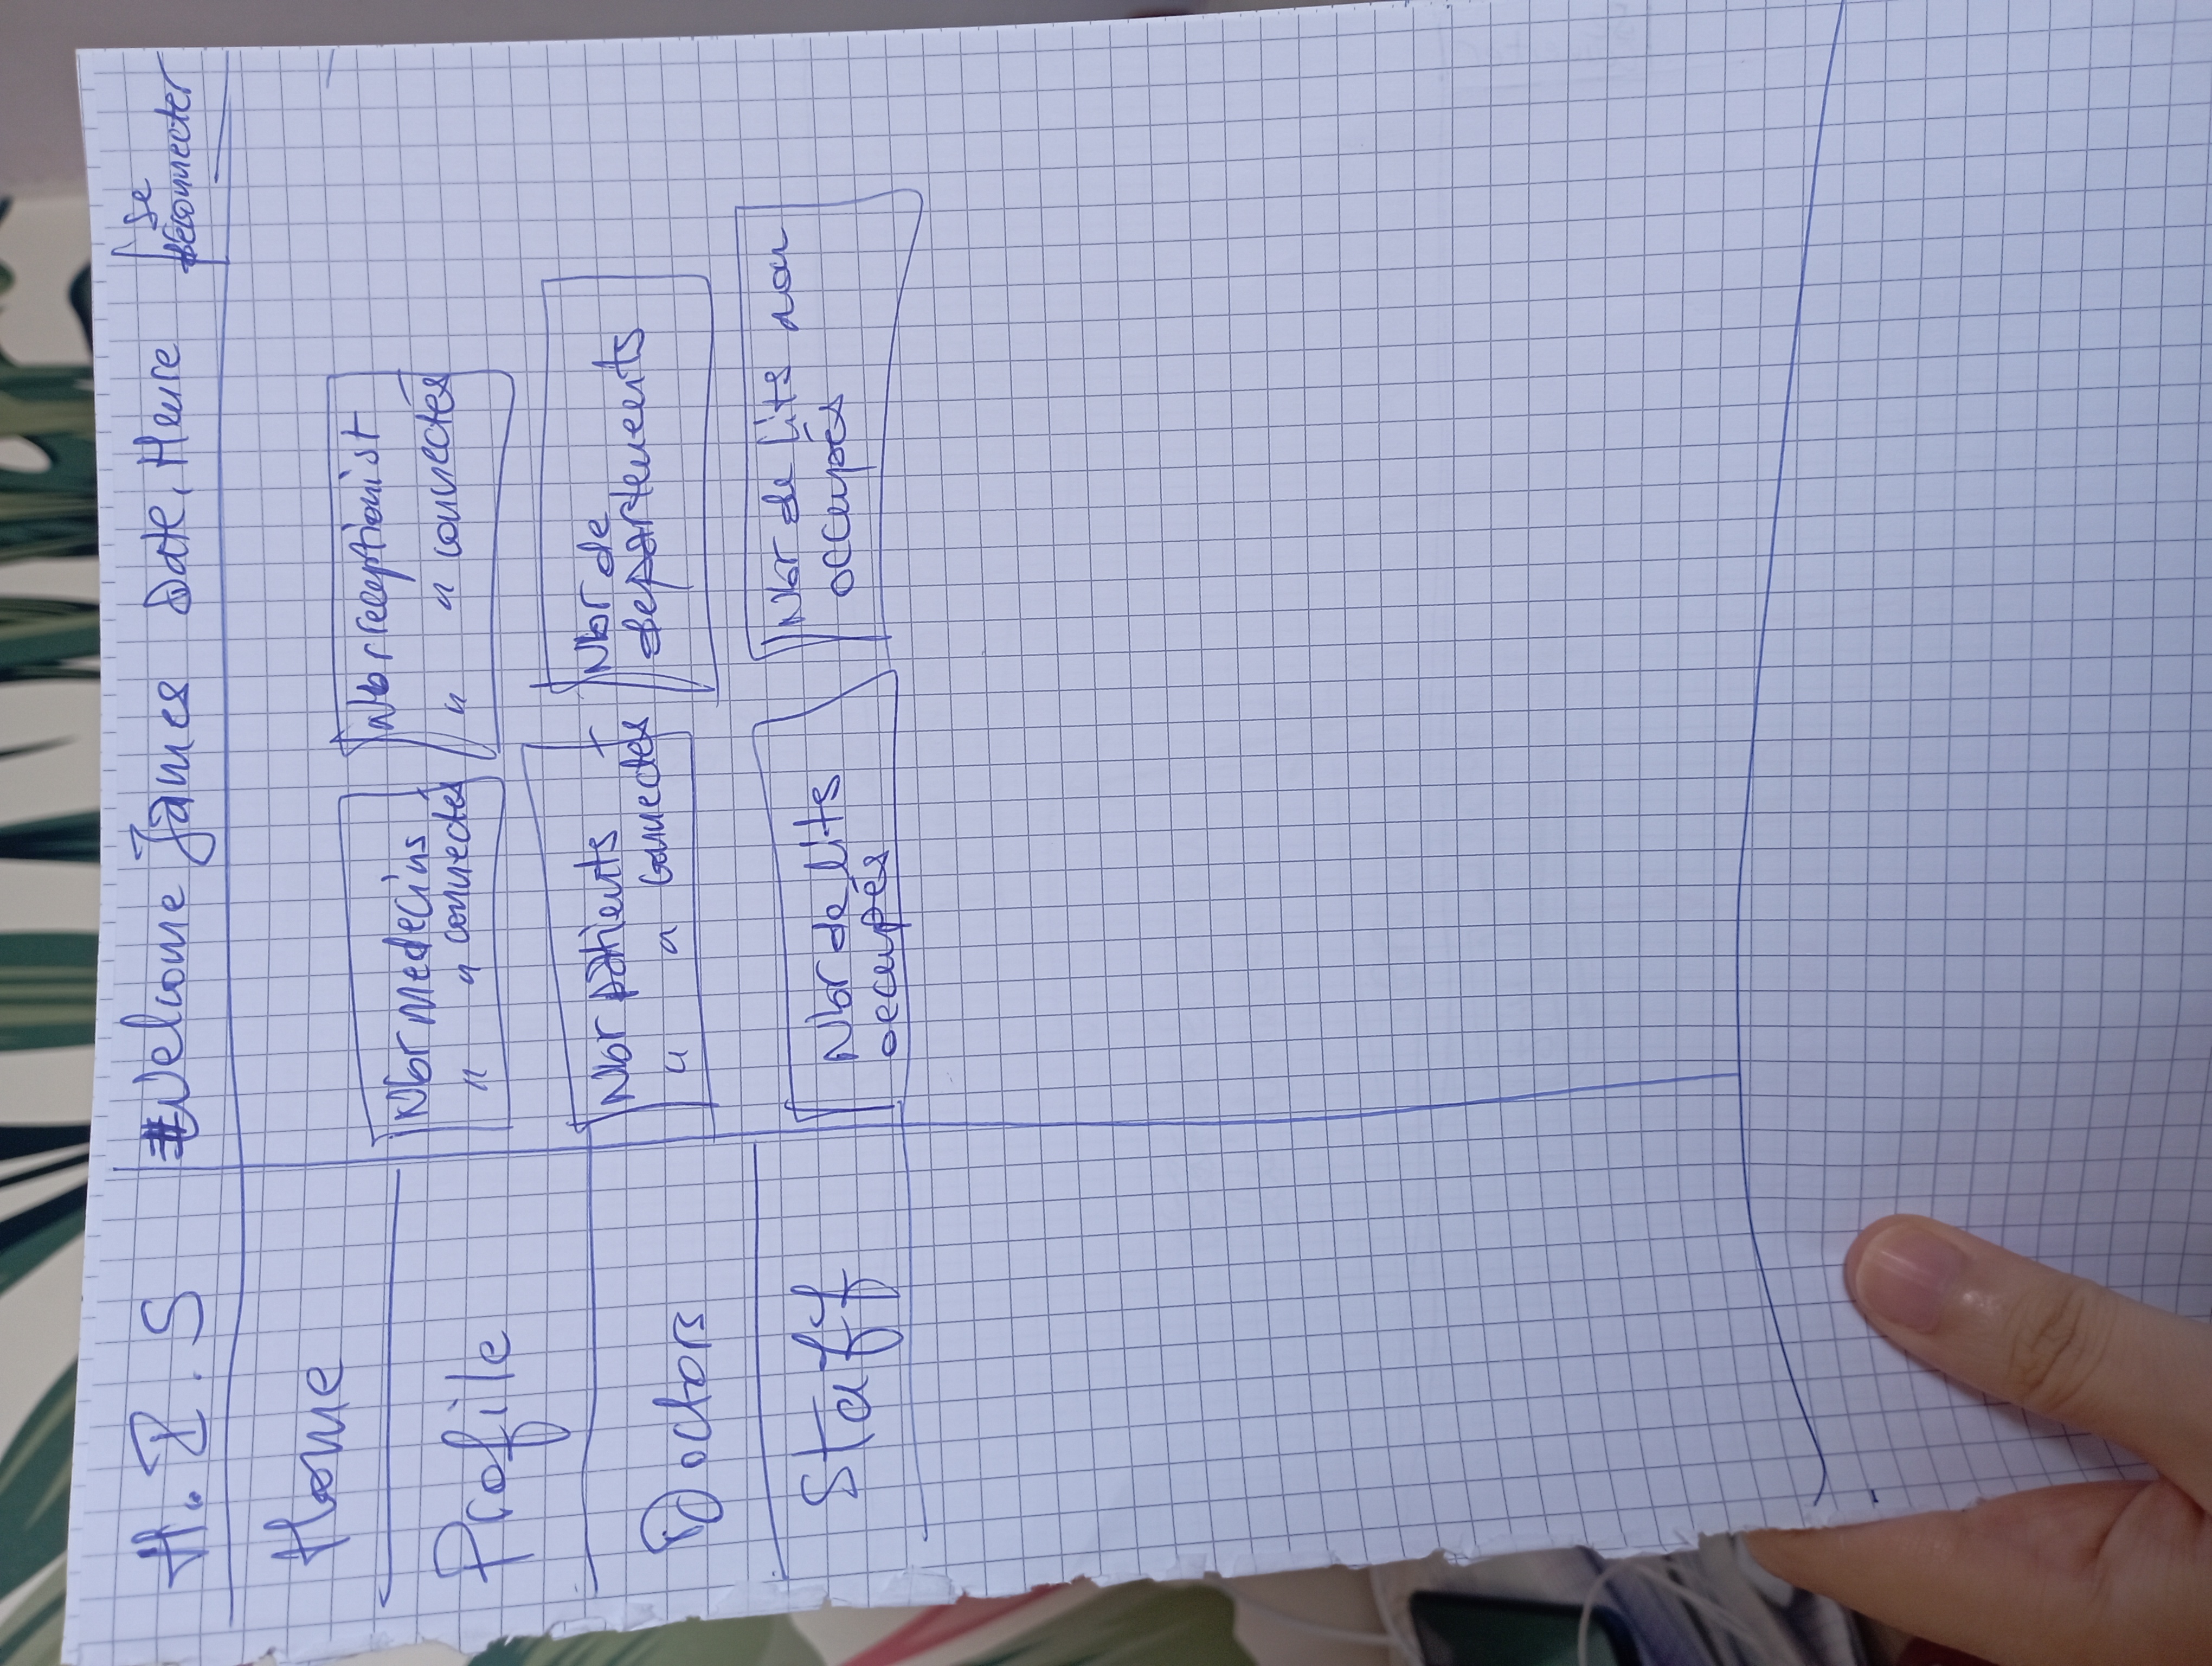 H. I. S
Welcome James Date, Heure
Se
déconnecter
Home
Profile
Doctors
Staff
Nbr medecins
" " connectés
Nbr receptionist
" " connectés
Nbr patients
" " connectés
Nbr de
departements
Nbr de lits
occupés
Nbr de lits non
occupés